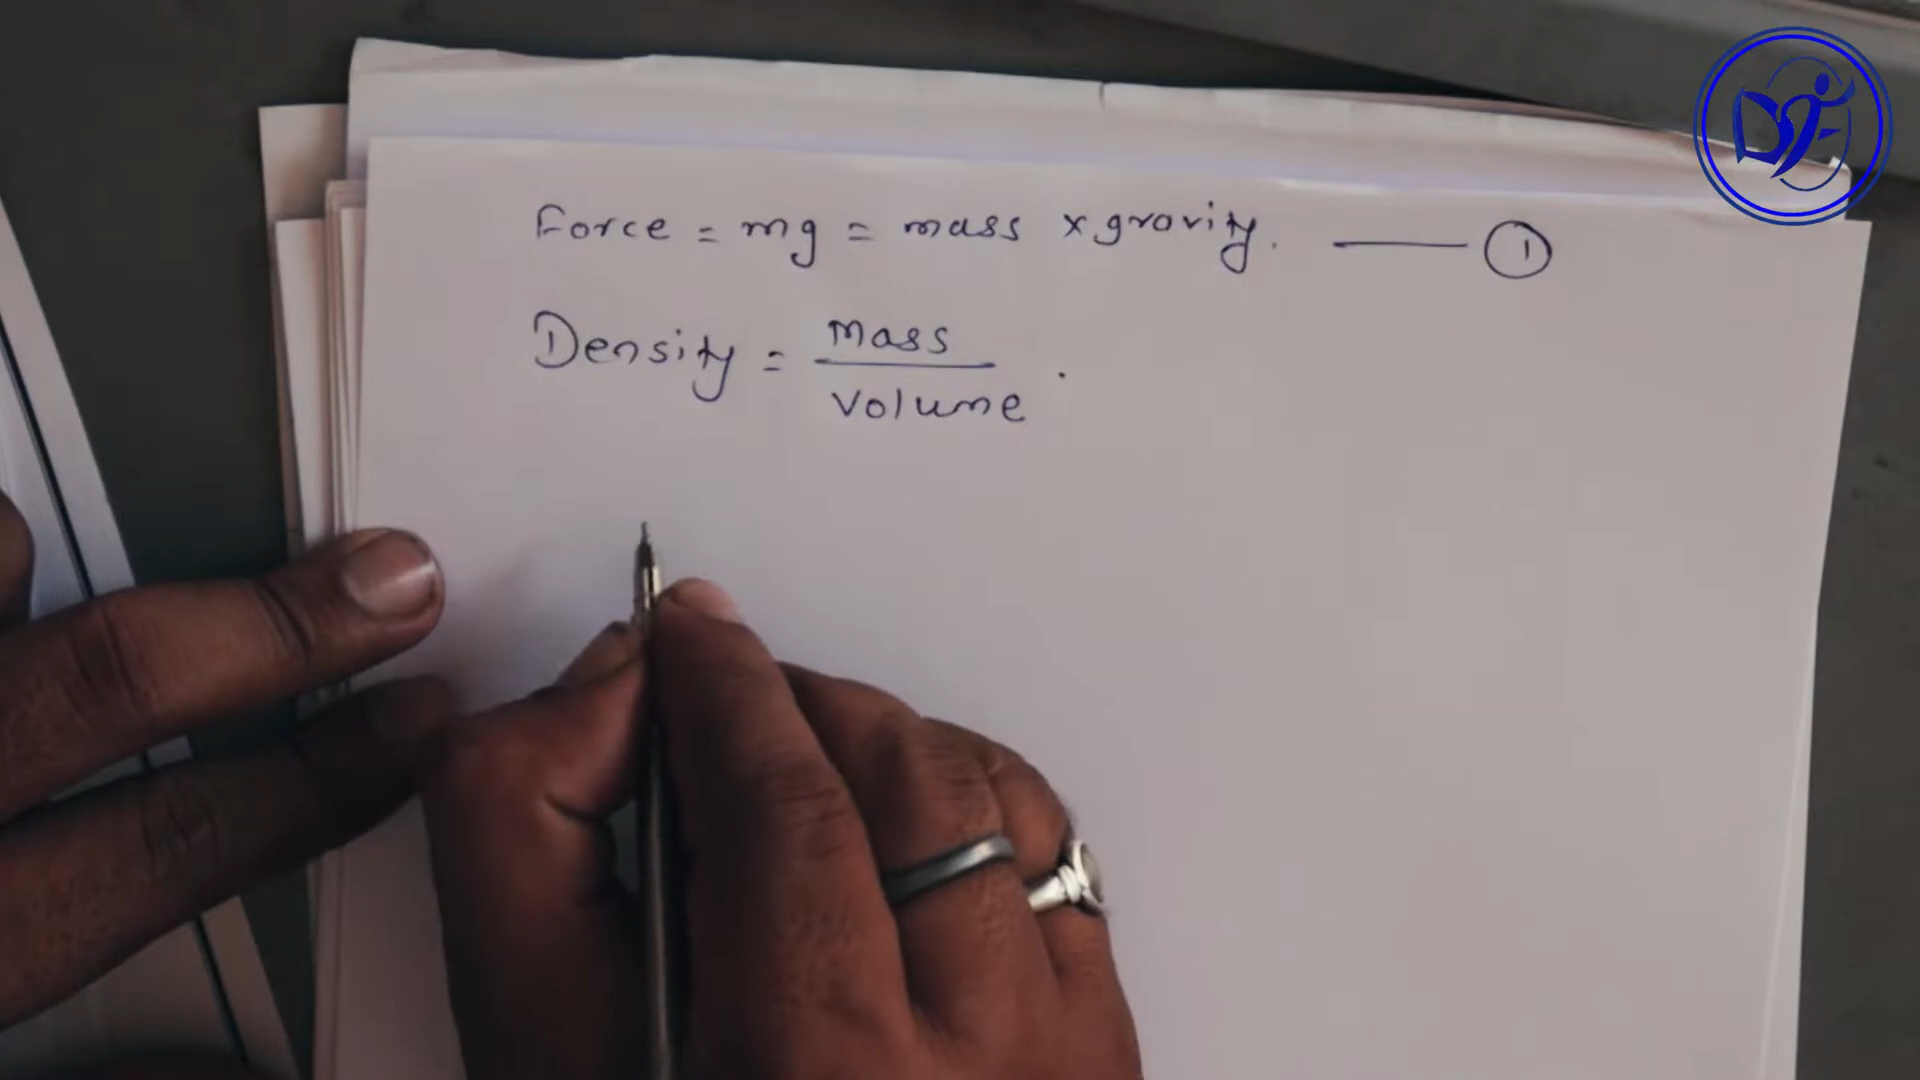 Force = mg = mass x gravity. —— ①
Density = Mass / Volume .